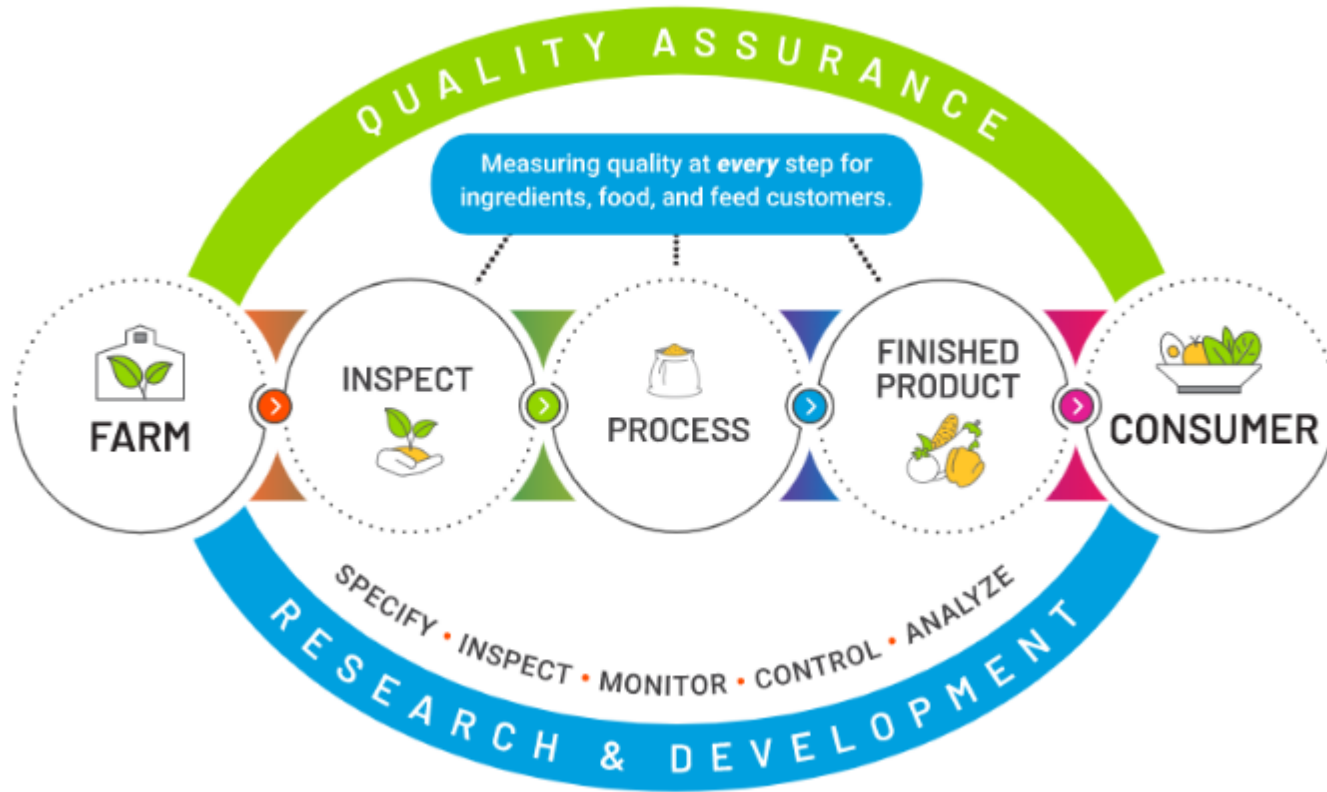 QUALITY ASSURANCE
Measuring quality at every step for
ingredients, food, and feed customers.
FARM
INSPECT
PROCESS
FINISHED
PRODUCT
CONSUMER
SPECIFY • INSPECT • MONITOR • CONTROL • ANALYZE
RESEARCH & DEVELOPMENT